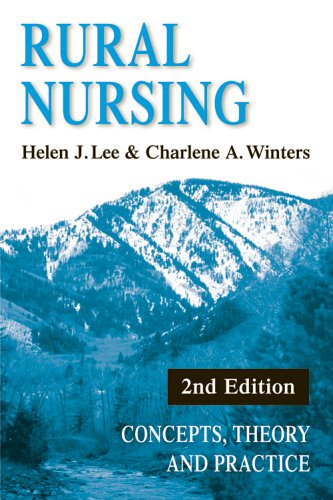 RURAL
NURSING
Helen J. Lee & Charlene A. Winters
2nd Edition
CONCEPTS, THEORY
AND PRACTICE